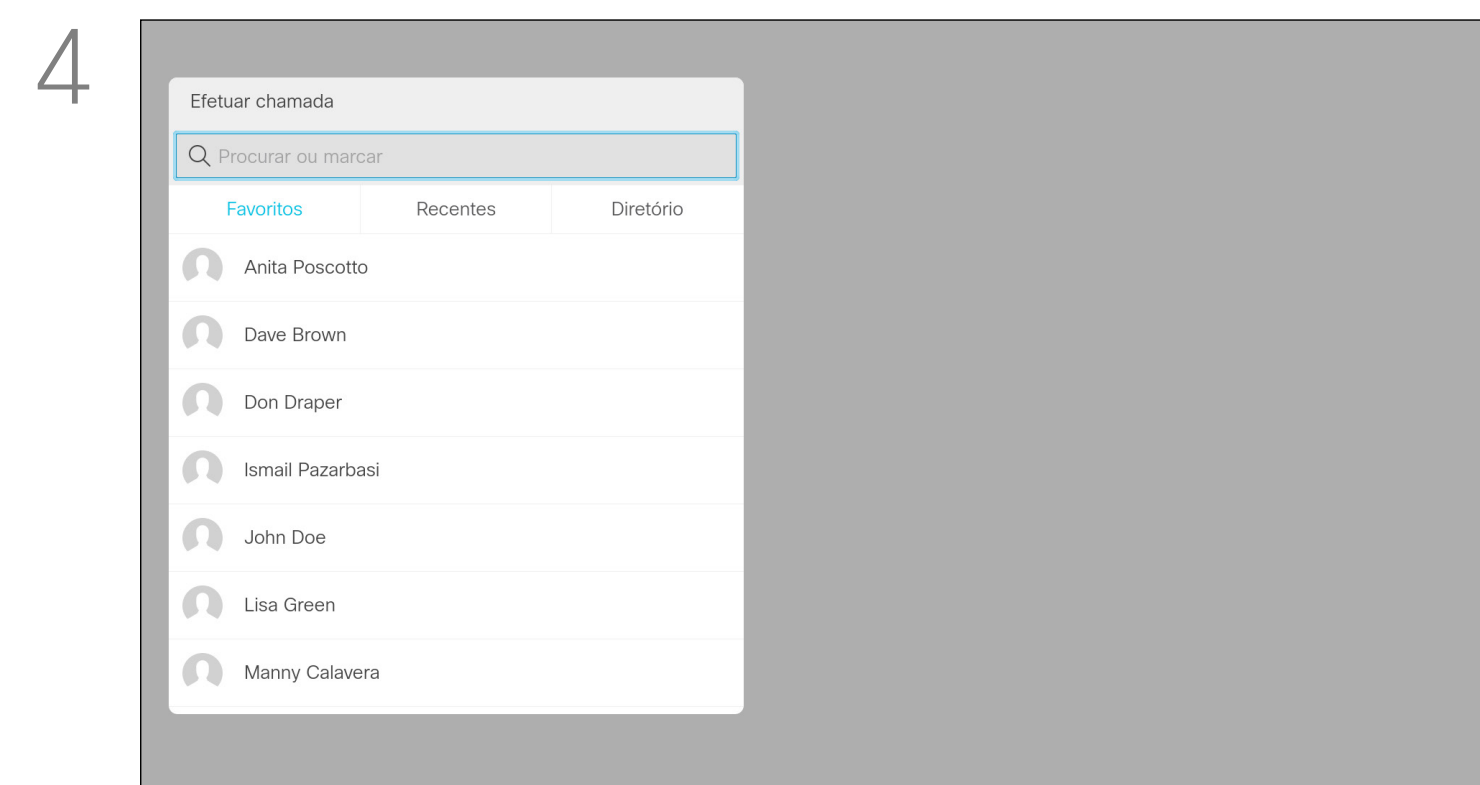 4
Efetuar chamada
Procurar ou marcar
Favoritos Recentes Diretório
Anita Poscotto
Dave Brown
Don Draper
Ismail Pazarbasi
John Doe
Lisa Green
Manny Calavera